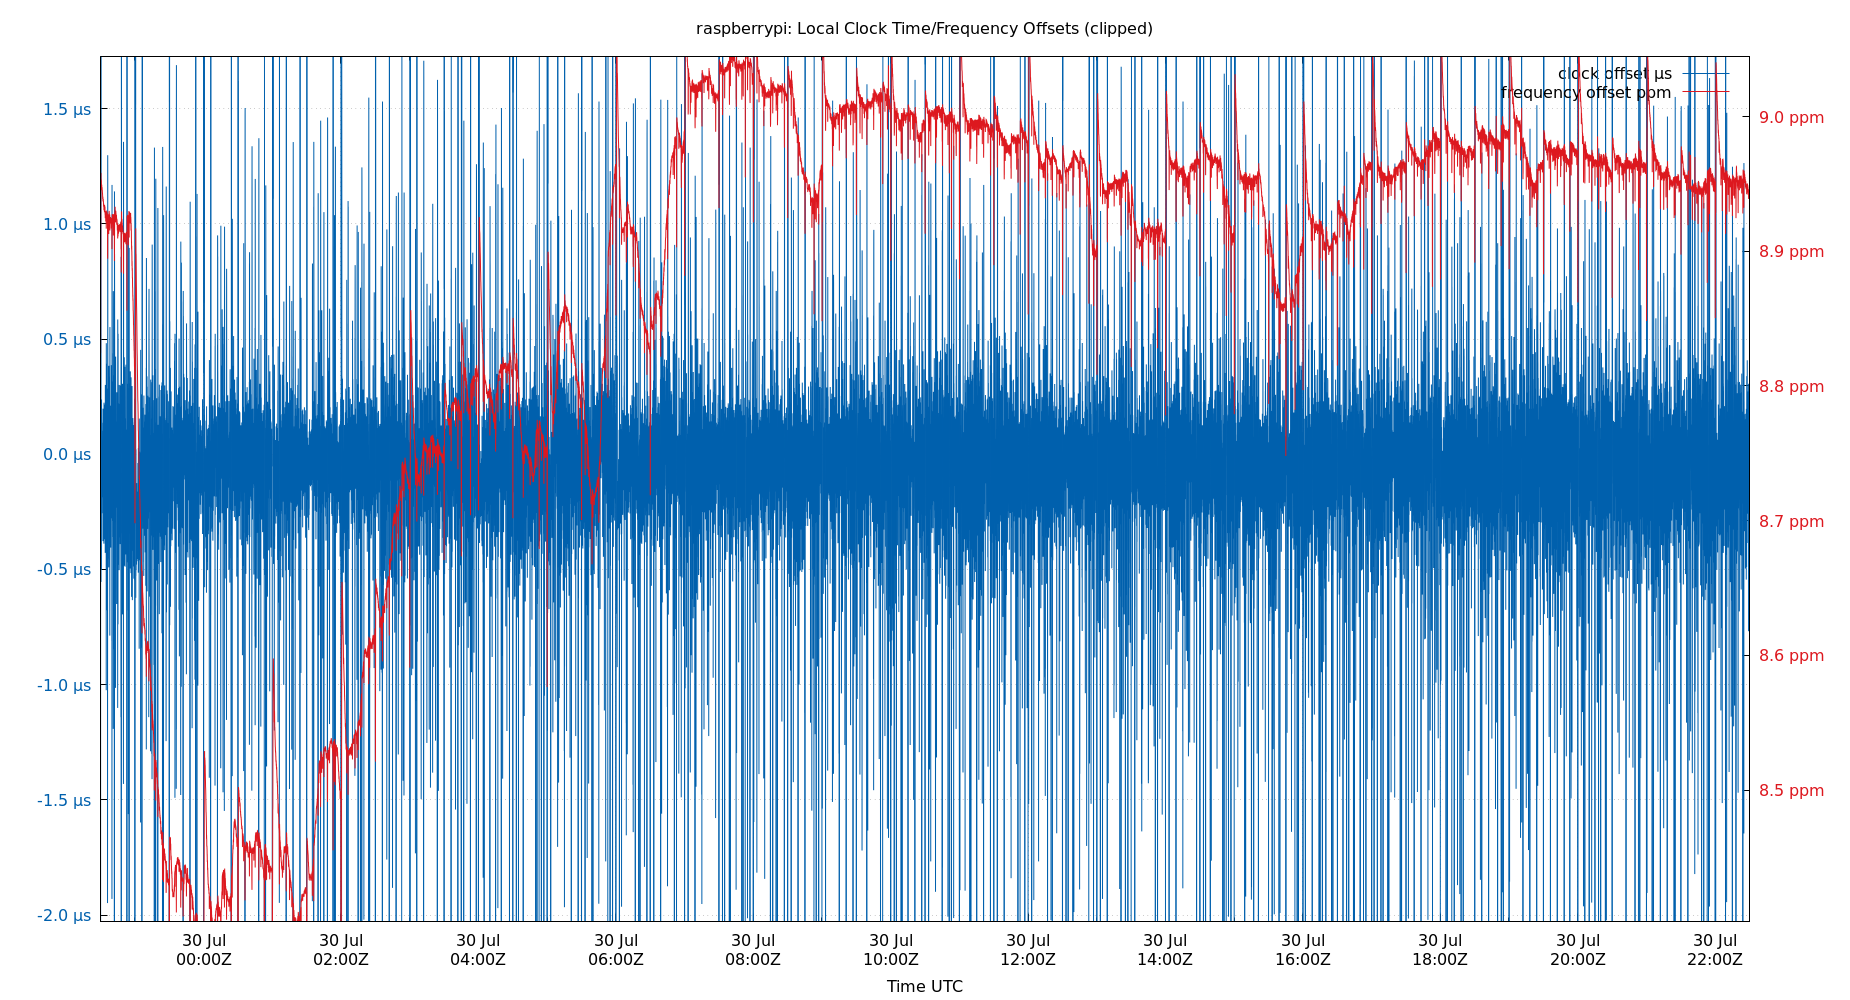 raspberrypi: Local Clock Time/Frequency Offsets (clipped)
clock offset µs
frequency offset ppm
1.5 µs
1.0 µs
0.5 µs
0.0 µs
-0.5 µs
-1.0 µs
-1.5 µs
-2.0 µs
9.0 ppm
8.9 ppm
8.8 ppm
8.7 ppm
8.6 ppm
8.5 ppm
30 Jul 30 Jul 30 Jul 30 Jul 30 Jul 30 Jul 30 Jul 30 Jul 30 Jul 30 Jul 30 Jul 30 Jul
00:00Z 02:00Z 04:00Z 06:00Z 08:00Z 10:00Z 12:00Z 14:00Z 16:00Z 18:00Z 20:00Z 22:00Z
Time UTC